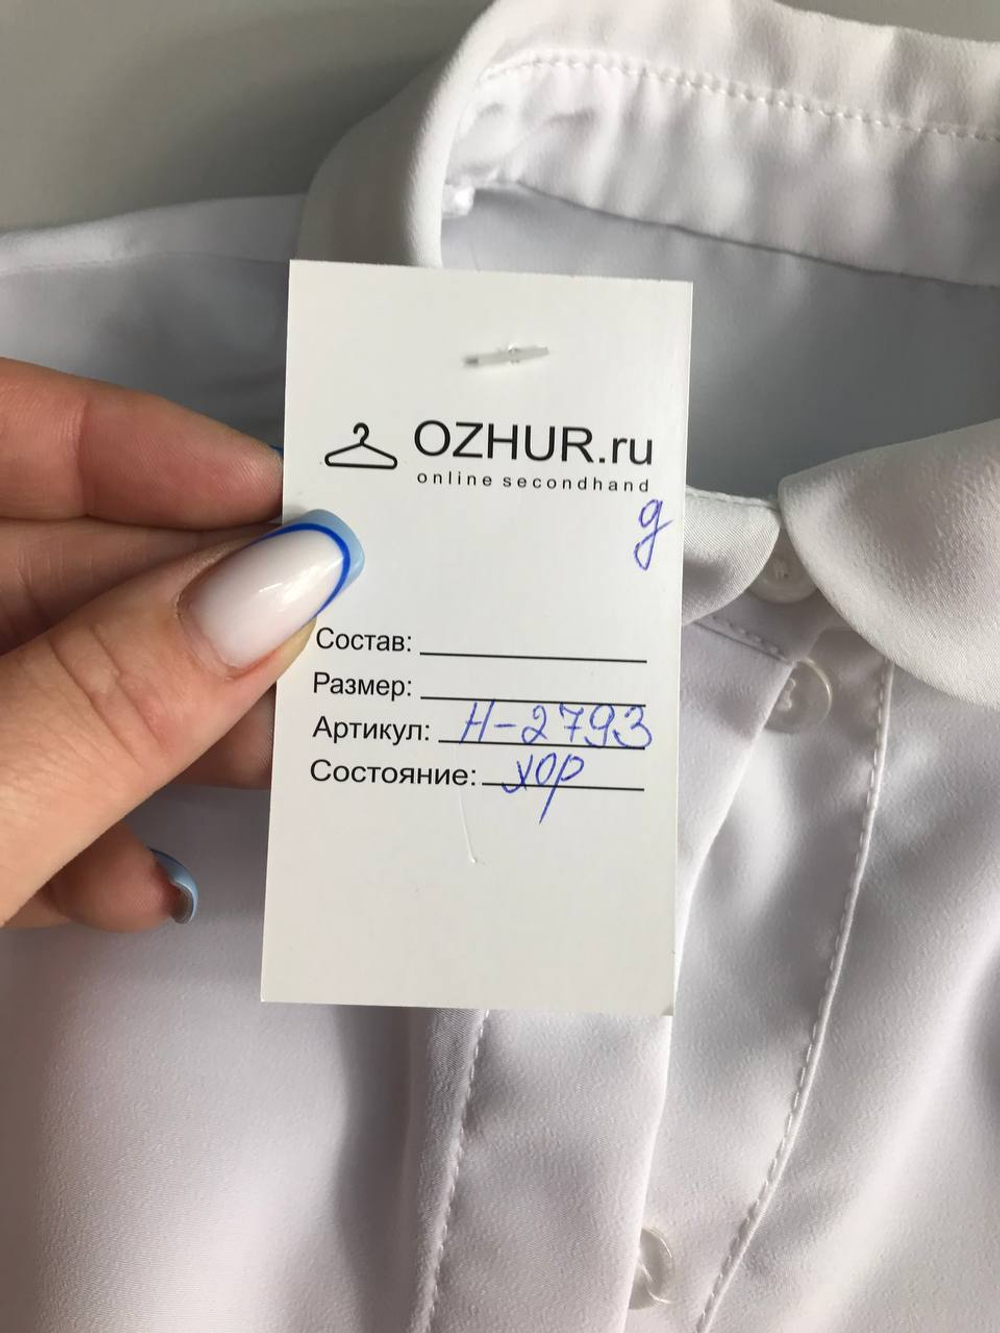 OZHUR.ru
online secondhand
д
Состав:
Размер:
Артикул: Н-2793
Состояние: хор